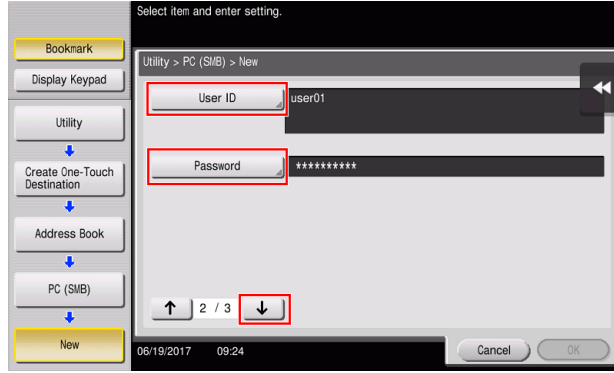 Select item and enter setting.
Bookmark
Display Keypad
Utility
Create One-Touch
Destination
Address Book
PC (SMB)
New
Utility > PC (SMB) > New
User ID
user01
Password
**********
↑ 2 / 3 ↓
06/19/2017 09:24
Cancel
OK